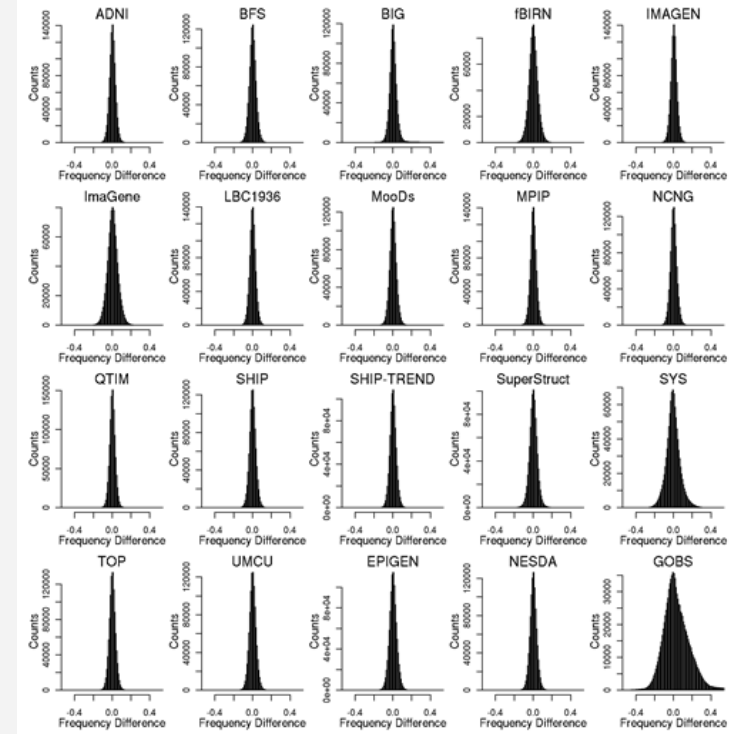 ADNI
Counts
0 40000 80000 140000
-0.4 0.0 0.4
Frequency Difference
BFS
Counts
0 40000 80000 120000
-0.4 0.0 0.4
Frequency Difference
BIG
Counts
0 40000 80000 120000
-0.4 0.0 0.4
Frequency Difference
fBIRN
Counts
0 20000 60000
-0.4 0.0 0.4
Frequency Difference
IMAGEN
Counts
0 40000 80000 140000
-0.4 0.0 0.4
Frequency Difference
ImaGene
Counts
0 20000 60000
-0.4 0.0 0.4
Frequency Difference
LBC1936
Counts
0 40000 80000 140000
-0.4 0.0 0.4
Frequency Difference
MooDs
Counts
0 40000 80000 120000
-0.4 0.0 0.4
Frequency Difference
MPIP
Counts
0 40000 80000 140000
-0.4 0.0 0.4
Frequency Difference
NCNG
Counts
0 40000 80000 120000
-0.4 0.0 0.4
Frequency Difference
QTIM
Counts
0 50000 100000 150000
-0.4 0.0 0.4
Frequency Difference
SHIP
Counts
0 40000 80000 120000
-0.4 0.0 0.4
Frequency Difference
SHIP-TREND
Counts
0e+00 4e+04 8e+04
-0.4 0.0 0.4
Frequency Difference
SuperStruct
Counts
0e+00 4e+04 8e+04
-0.4 0.0 0.4
Frequency Difference
SYS
Counts
0 20000 40000 60000
-0.4 0.0 0.4
Frequency Difference
TOP
Counts
0 40000 80000 120000
-0.4 0.0 0.4
Frequency Difference
UMCU
Counts
0 40000 80000 120000
-0.4 0.0 0.4
Frequency Difference
EPIGEN
Counts
0e+00 4e+04 8e+04
-0.4 0.0 0.4
Frequency Difference
NESDA
Counts
0 40000 80000 120000
-0.4 0.0 0.4
Frequency Difference
GOBS
Counts
0 10000 20000 30000
-0.4 0.0 0.4
Frequency Difference